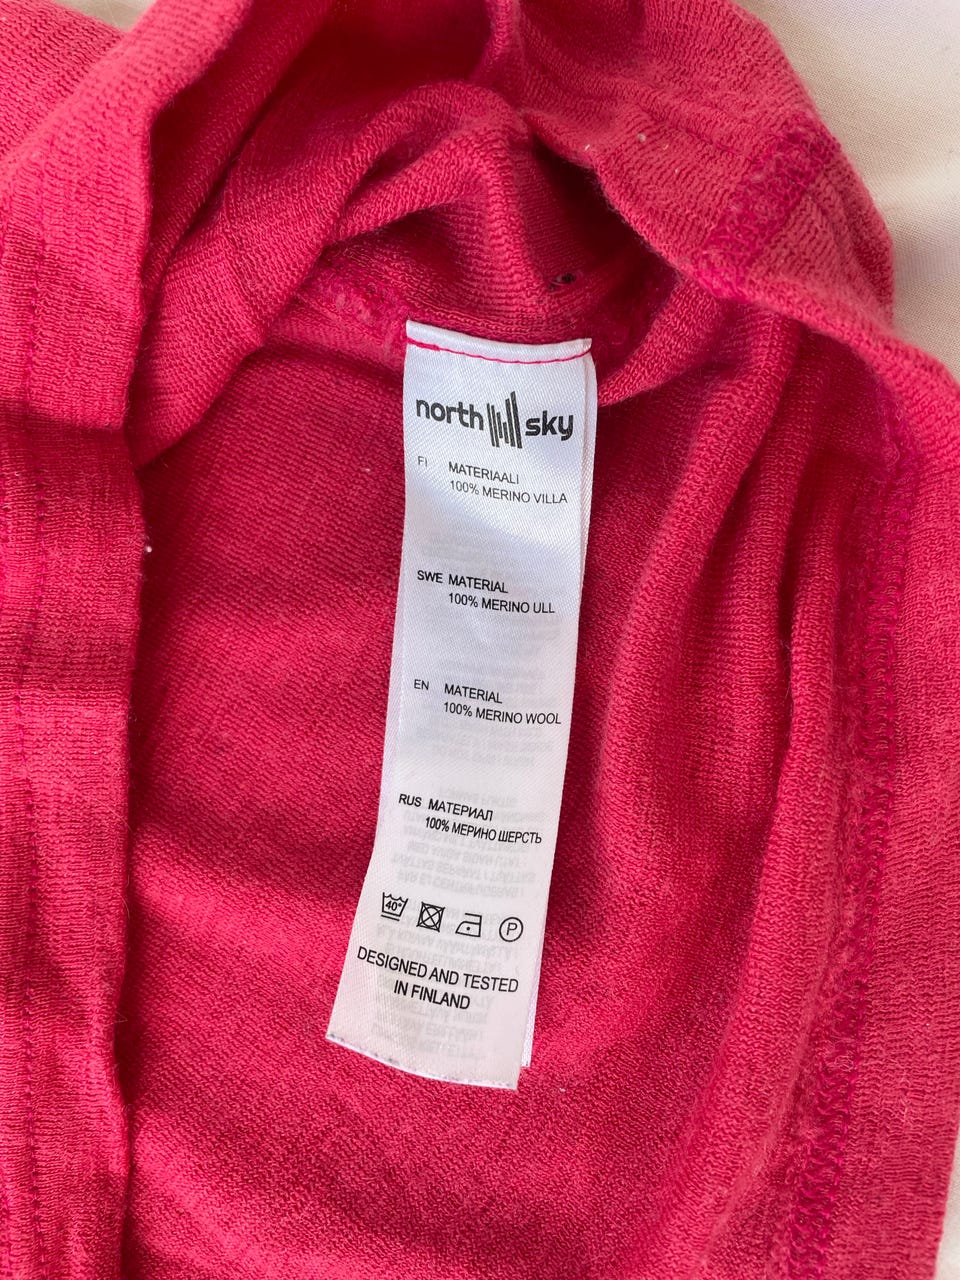 north sky
FI MATERIAALI
100% MERINO VILLA
SWE MATERIAL
100% MERINO ULL
EN MATERIAL
100% MERINO WOOL
RUS МАТЕРИАЛ
100% МЕРИНО ШЕРСТЬ
40° P
DESIGNED AND TESTED
IN FINLAND